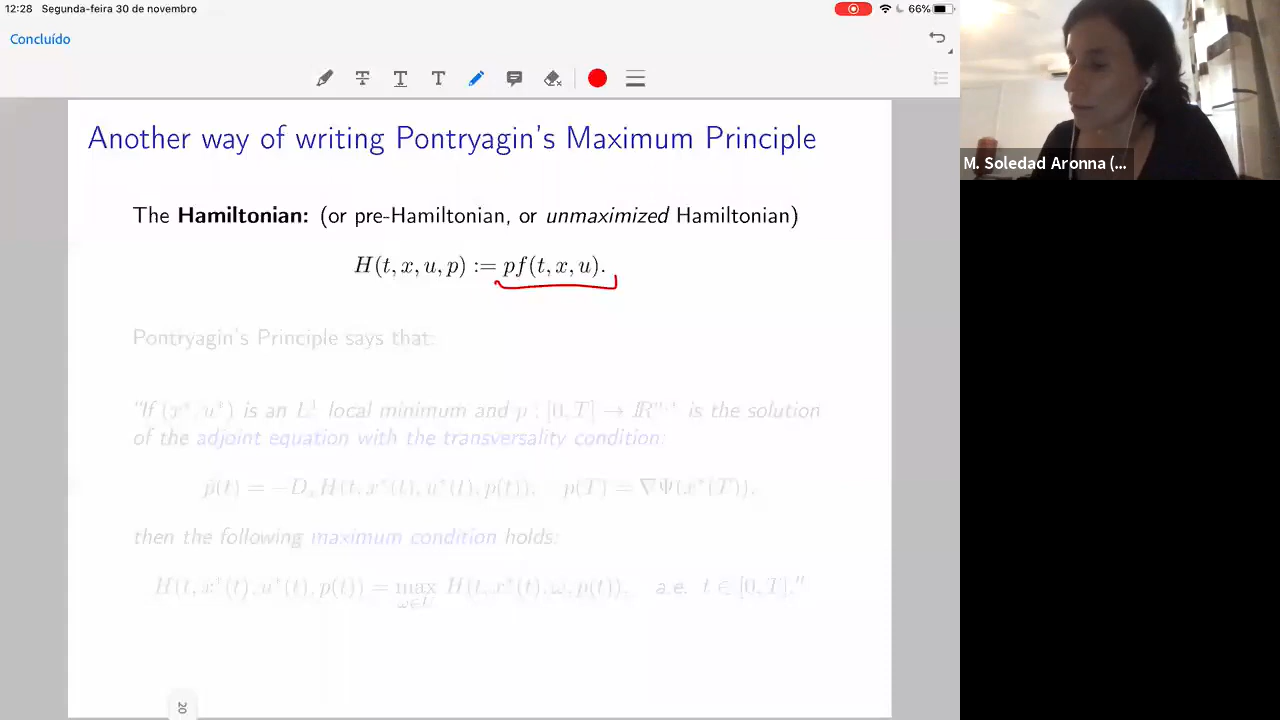 12:28 Segunda-feira 30 de novembro 66%
Concluído
T T T
Another way of writing Pontryagin's Maximum Principle
The Hamiltonian: (or pre-Hamiltonian, or unmaximized Hamiltonian)
H(t, x, u, p) := pf(t, x, u).
Pontryagin's Principle says that:
"If (x*, u*) is an L¹ local minimum and p : [0, T] → ℝⁿ,* is the solution
of the adjoint equation with the transversality condition:
ṗ(t) = −DₓH(t, x*(t), u*(t), p(t)), p(T) = ∇Ψ(x*(T)),
then the following maximum condition holds:
H(t, x*(t), u*(t), p(t)) = max_{ω∈U} H(t, x*(t), ω, p(t)), a.e. t ∈ [0, T]."
20
M. Soledad Aronna (...